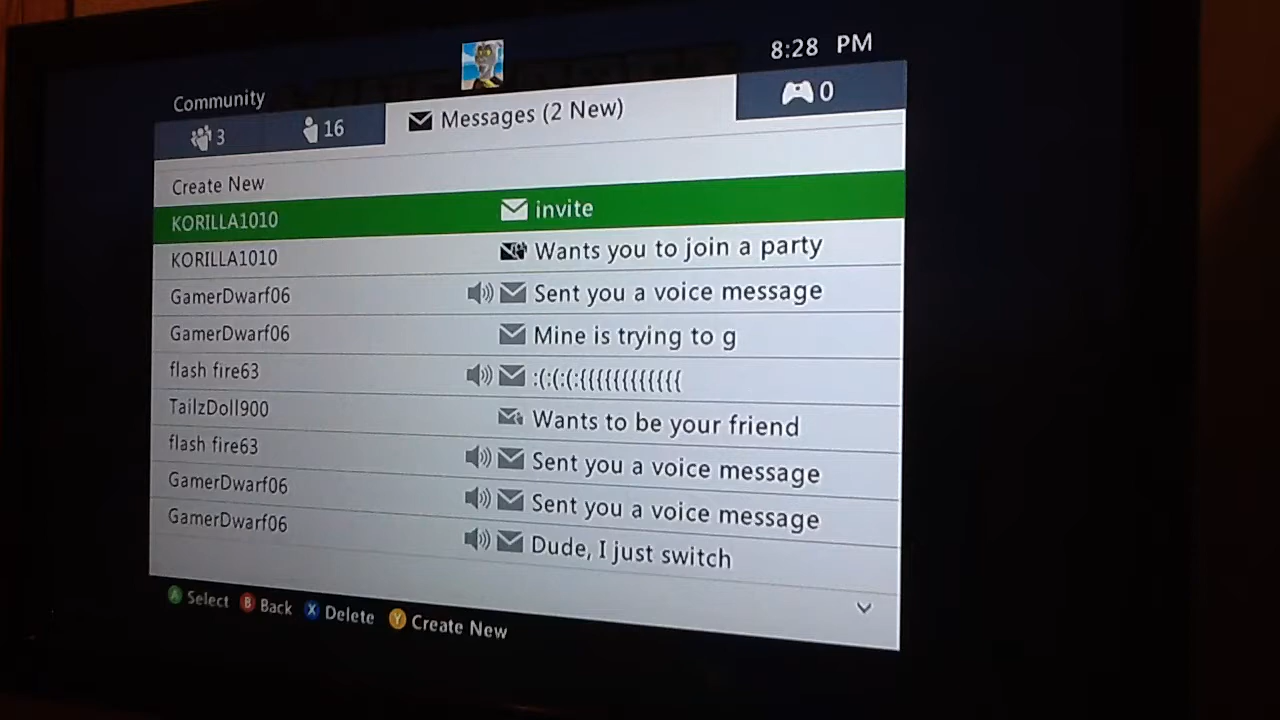 8:28 PM
Community
3
16
Messages (2 New)
0
Create New
KORILLA1010 invite
KORILLA1010 Wants you to join a party
GamerDwarf06 Sent you a voice message
GamerDwarf06 Mine is trying to g
flash fire63 :(:(:(:{{{{{{{{{{{{{
TailzDoll900 Wants to be your friend
flash fire63 Sent you a voice message
GamerDwarf06 Sent you a voice message
GamerDwarf06 Dude, I just switch
A Select B Back X Delete Y Create New